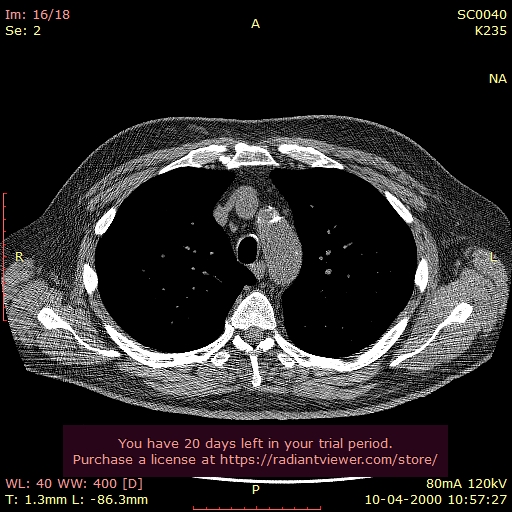 Im: 16/18
Se: 2
A
SC0040
K235
NA
R
L
You have 20 days left in your trial period.
Purchase a license at https://radiantviewer.com/store/
WL: 40 WW: 400 [D]
T: 1.3mm L: -86.3mm
P
80mA 120kV
10-04-2000 10:57:27